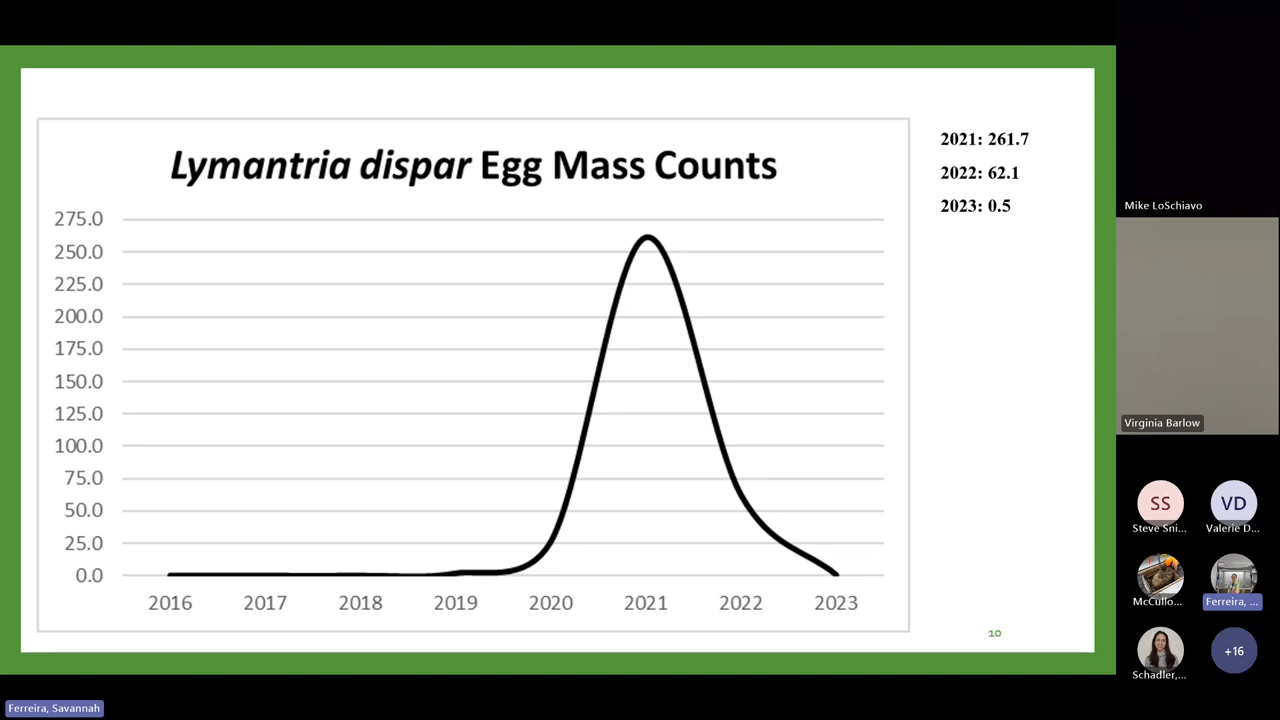 Lymantria dispar Egg Mass Counts
2021: 261.7
2022: 62.1
2023: 0.5
275.0
250.0
225.0
200.0
175.0
150.0
125.0
100.0
75.0
50.0
25.0
0.0
2016 2017 2018 2019 2020 2021 2022 2023
10
Mike LoSchiavo
Virginia Barlow
SS VD
Steve Sni... Valerie D...
McCullo... Ferreira, ...
+16
Schadler,...
Ferreira, Savannah